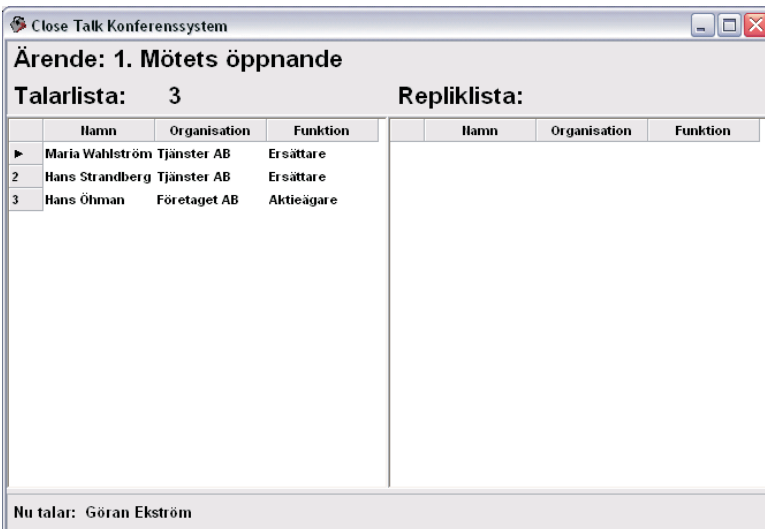 Close Talk Konferenssystem
Ärende: 1. Mötets öppnande
Talarlista: 3 Repliklista:
Namn Organisation Funktion Namn Organisation Funktion
Maria Wahlström Tjänster AB Ersättare
2 Hans Strandberg Tjänster AB Ersättare
3 Hans Öhman Företaget AB Aktieägare
Nu talar: Göran Ekström